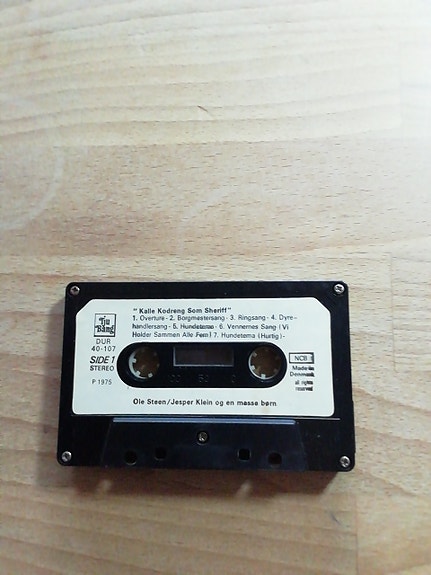 "Kalle Kodreng Som Sheriff"
1. Overture - 2. Borgmestersang - 3. Ringsang - 4. Dyre-
handlersang - 5. Hundetema - 6. Vennernes Sang (Vi
Holder Sammen Alle Fem) 7. Hundetema (Hurtig) -
Tju
Bang
DUR
40-107
SIDE 1
STEREO
P 1975
NCB
Made in
Denmark
all rights
reserved
Ole Steen/Jesper Klein og en masse børn.